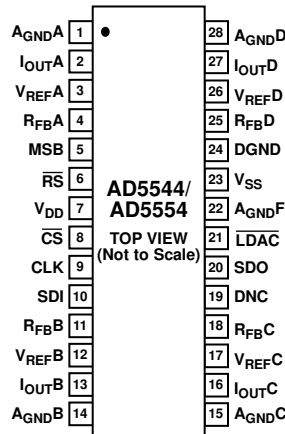 AGNDA 1
IOUTA 2
VREFA 3
RFBA 4
MSB 5
RS 6
VDD 7
CS 8
CLK 9
SDI 10
RFBB 11
VREFB 12
IOUTB 13
AGNDB 14
AD5544/
AD5554
TOP VIEW
(Not to Scale)
28 AGNDD
27 IOUTD
26 VREFD
25 RFBD
24 DGND
23 VSS
22 AGNDF
21 LDAC
20 SDO
19 DNC
18 RFBC
17 VREFC
16 IOUTC
15 AGNDC